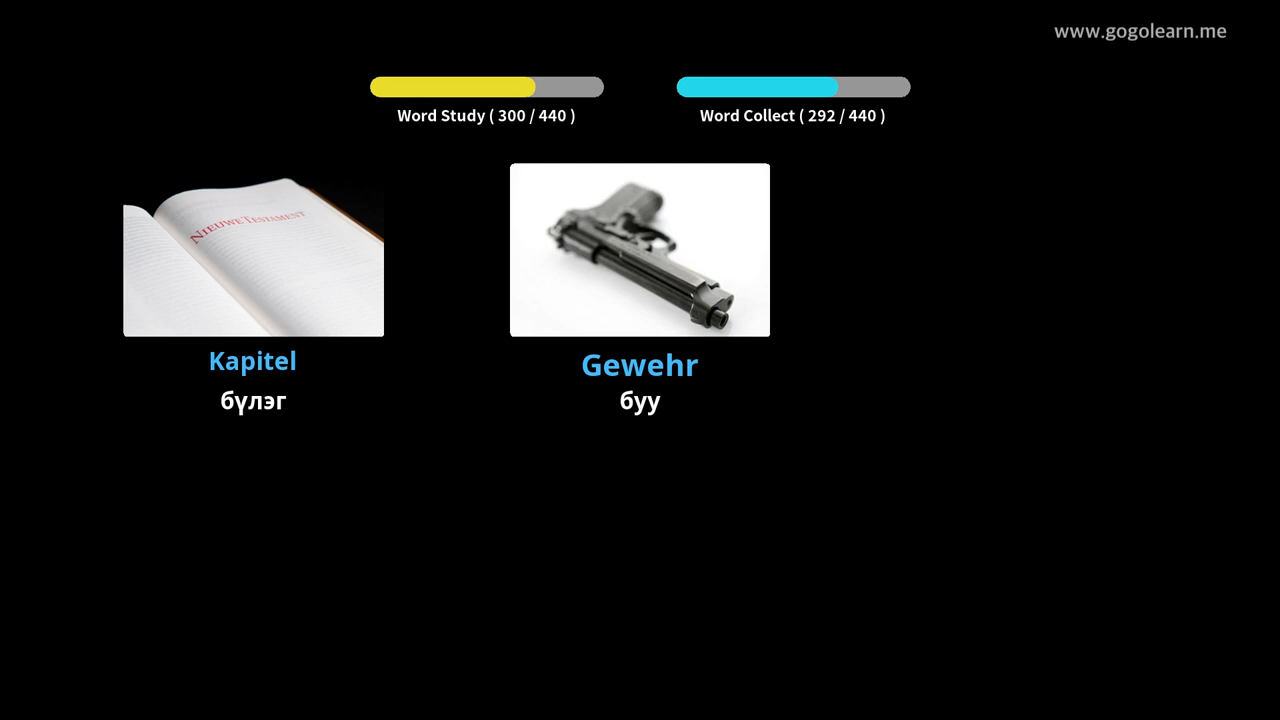 www.gogolearn.me
Word Study ( 300 / 440 )
Word Collect ( 292 / 440 )
NIEUWE TESTAMENT
Kapitel
бүлэг
Gewehr
буу